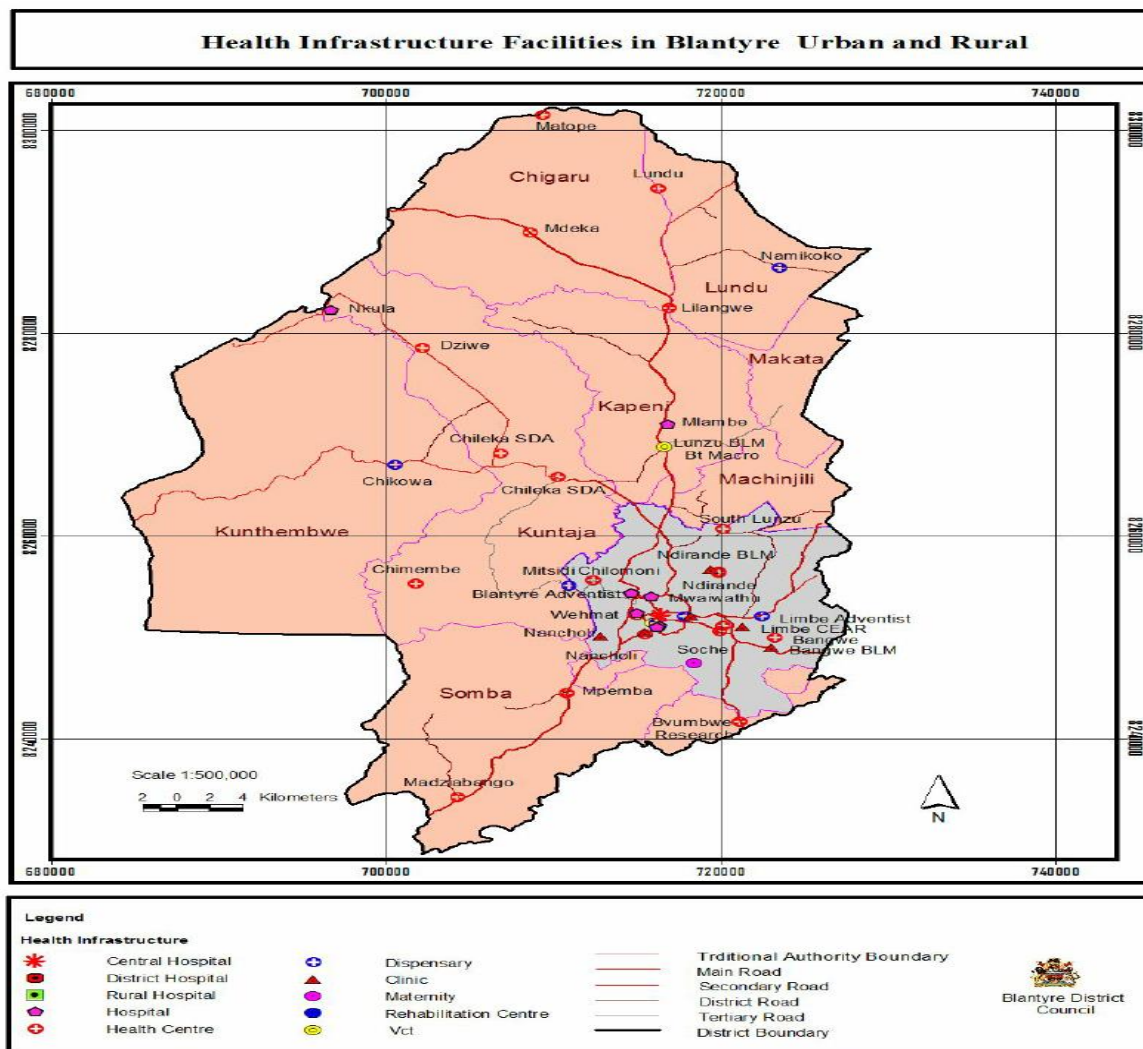 Health Infrastructure Facilities in Blantyre Urban and Rural
680000 700000 720000 740000
8300000
Matope
Chigaru
Lundu
Mdeka
Namikoko
Lundu
Nkula
Lilangwe
Dziwe
Makata
Kapeni
Mlambe
Chileka SDA
Lunzu BLM
Bt Macro
Chikowa
Chileka SDA
Machinjili
South Lunzu
Kunthembwe
Kuntaja
Ndirande BLM
Chimembe
Mitsidi Chilomoni
Ndirande
Blantyre Adventist
Mwaiwathu
Wehmat
Limbe Adventist
Nancholi
Limbe CEAR
Bangwe
Nancholi
Soche
Bangwe BLM
Somba
Mpemba
Bvumbwe
Research
Scale 1:500,000
Madziabango
2 0 2 4 Kilometers
N
680000 700000 720000 740000
Legend
Health Infrastructure
Central Hospital
District Hospital
Rural Hospital
Hospital
Health Centre
Dispensary
Clinic
Maternity
Rehabilitation Centre
Vct
Trditional Authority Boundary
Main Road
Secondary Road
District Road
Tertiary Road
District Boundary
Blantyre District
Council